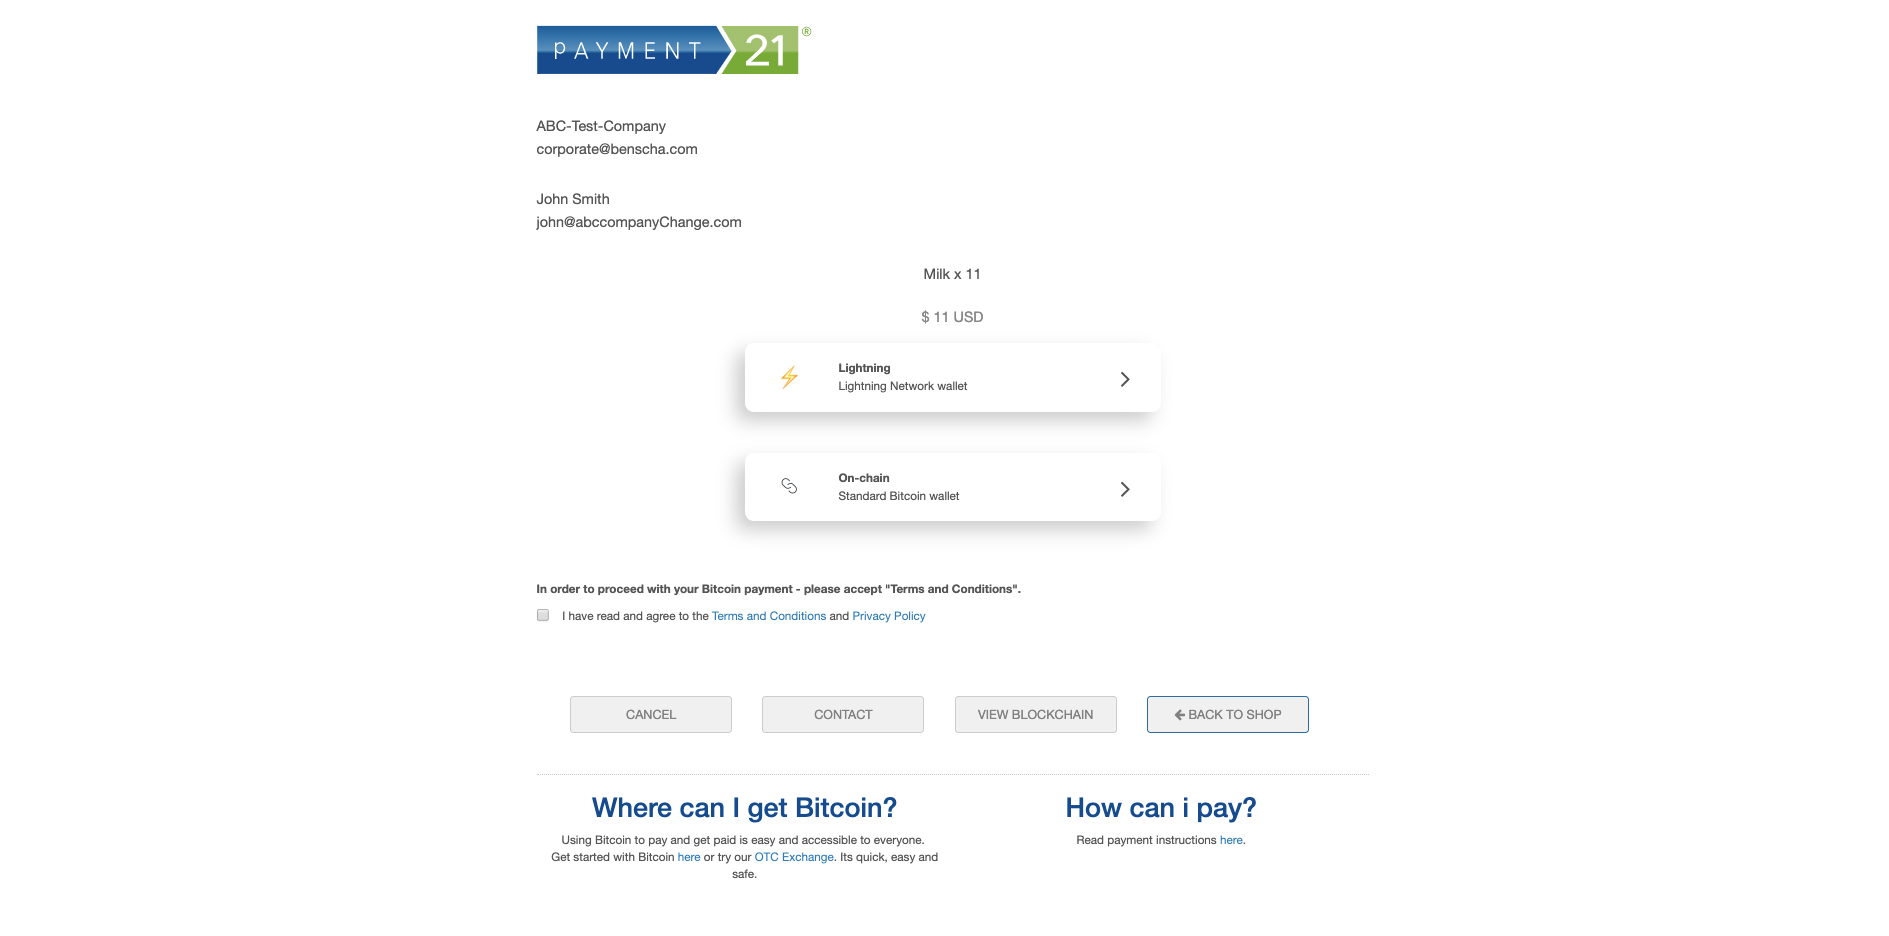 pAYMENT 21®
ABC-Test-Company
corporate@benscha.com
John Smith
john@abccompanyChange.com
Milk x 11
$ 11 USD
Lightning
Lightning Network wallet
On-chain
Standard Bitcoin wallet
In order to proceed with your Bitcoin payment - please accept "Terms and Conditions".
I have read and agree to the Terms and Conditions and Privacy Policy
CANCEL
CONTACT
VIEW BLOCKCHAIN
BACK TO SHOP
Where can I get Bitcoin?
Using Bitcoin to pay and get paid is easy and accessible to everyone.
Get started with Bitcoin here or try our OTC Exchange. Its quick, easy and
safe.
How can i pay?
Read payment instructions here.